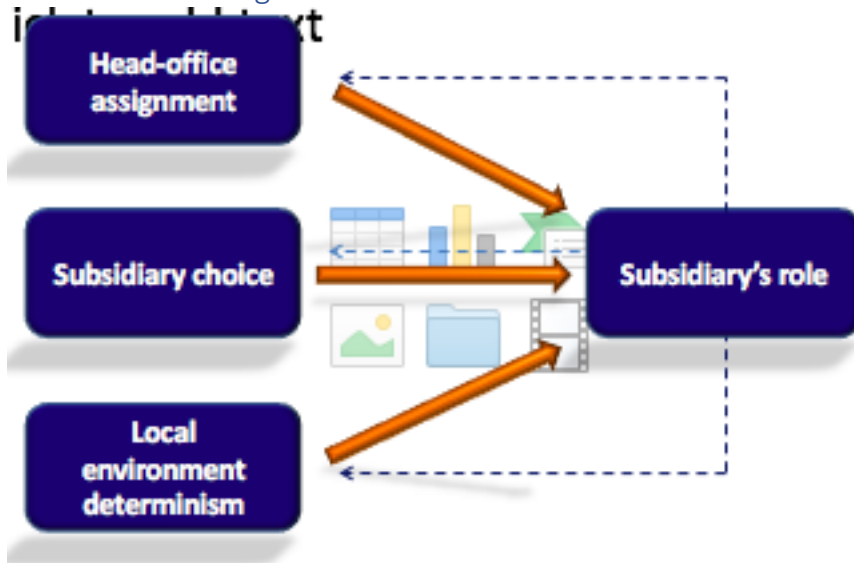 Head-office
assignment
Subsidiary choice
Subsidiary's role
Local
environment
determinism